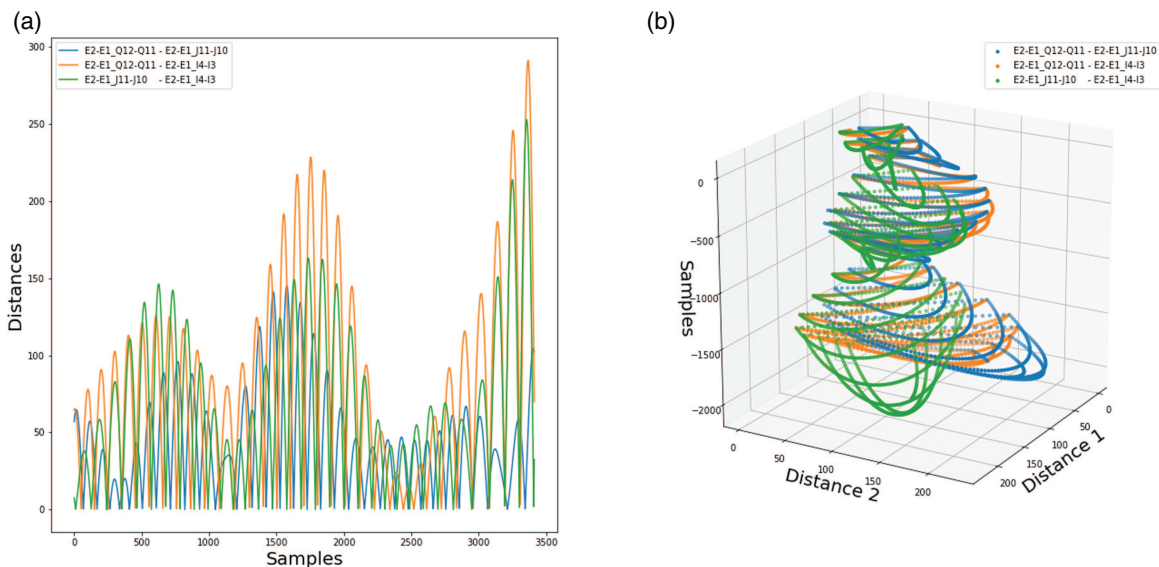 (a)
E2-E1_Q12-Q11 - E2-E1_J11-J10
E2-E1_Q12-Q11 - E2-E1_I4-I3
E2-E1_J11-J10 - E2-E1_I4-I3
300
250
200
150
100
50
0
Distances
0 500 1000 1500 2000 2500 3000 3500
Samples
(b)
E2-E1_Q12-Q11 - E2-E1_J11-J10
E2-E1_Q12-Q11 - E2-E1_I4-I3
E2-E1_J11-J10 - E2-E1_I4-I3
0
−500
−1000
−1500
−2000
Samples
0 50 100 150 200
Distance 2
200 150 100 50 0
Distance 1